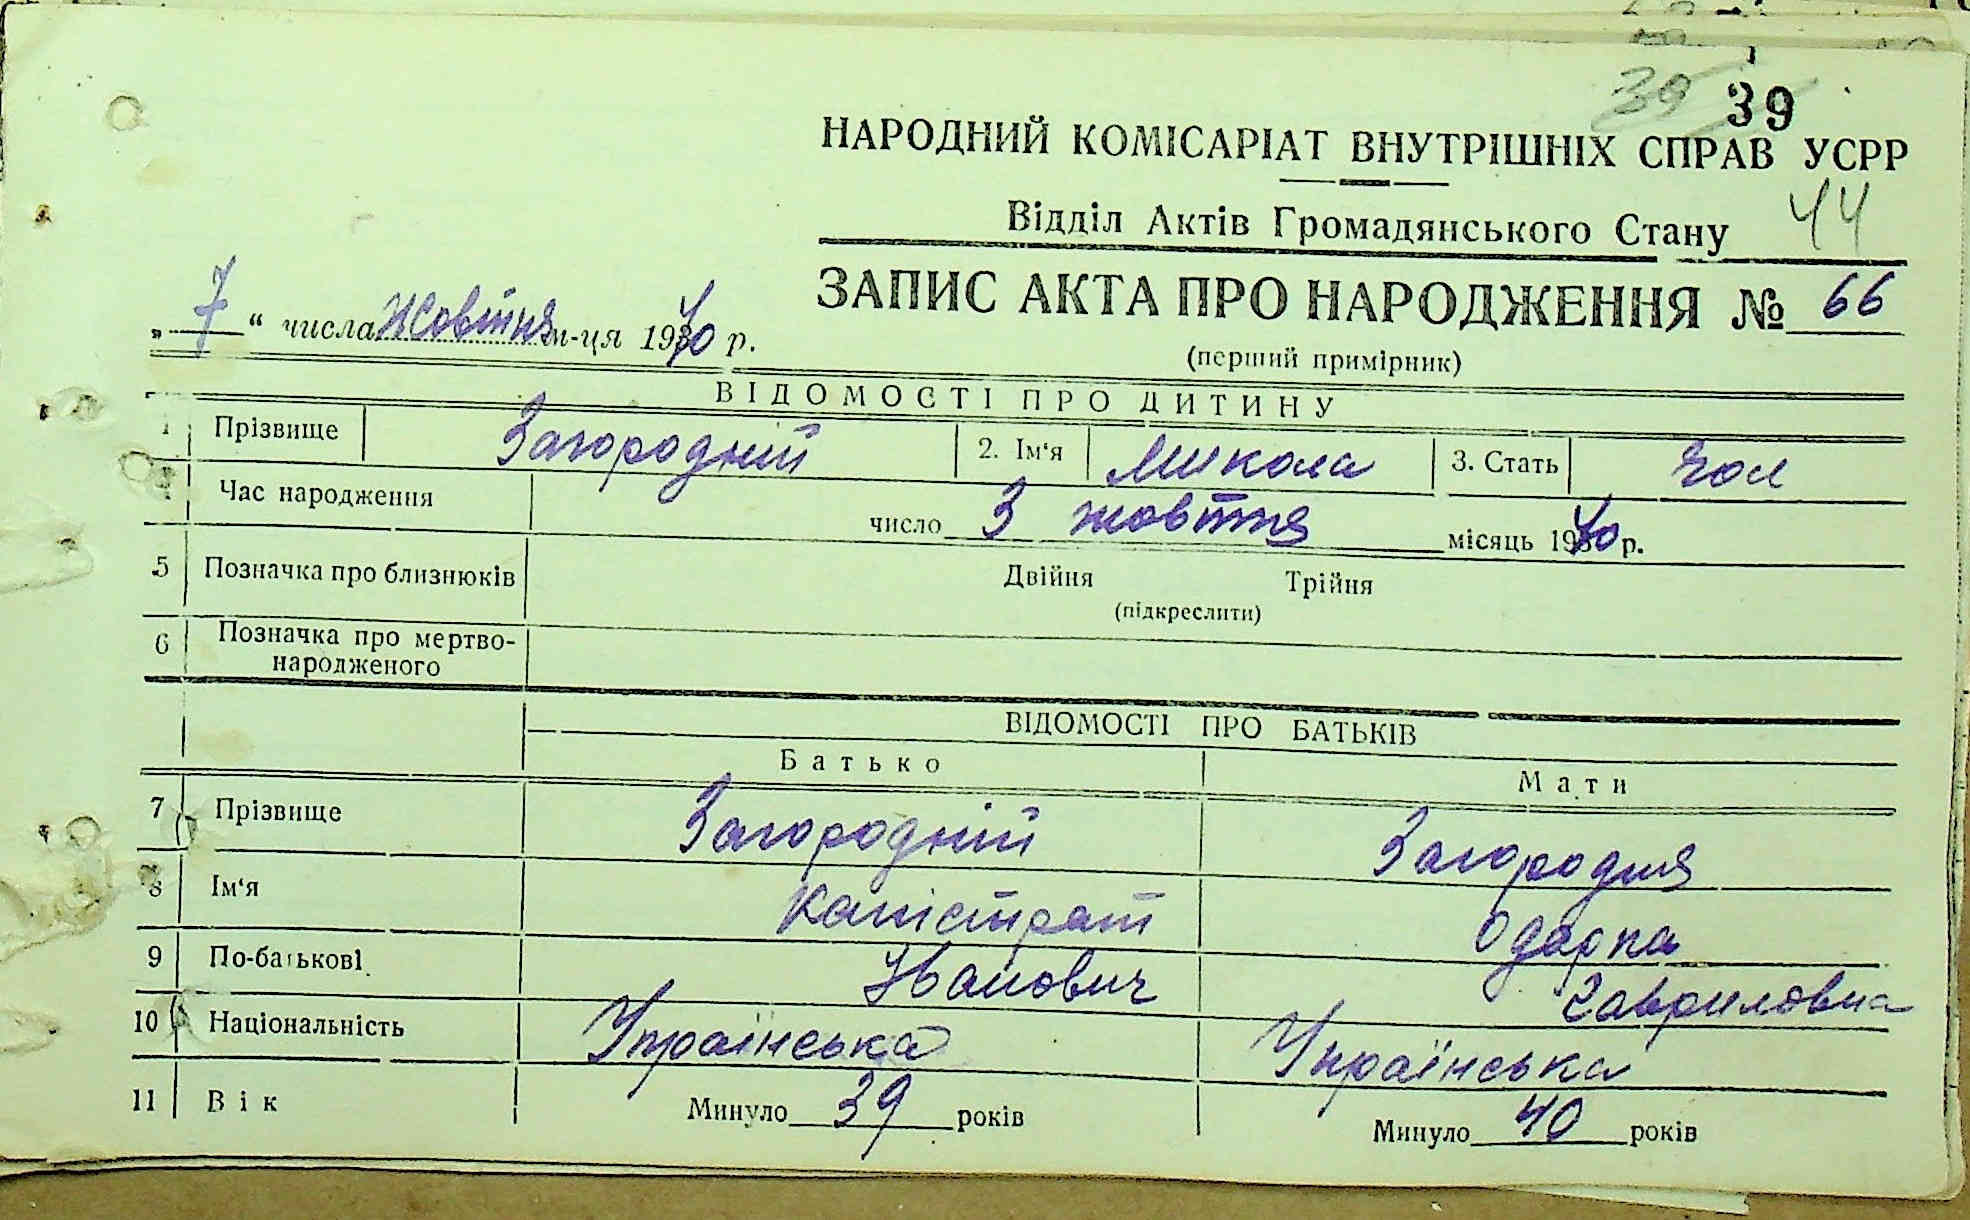 39 39
НАРОДНИЙ КОМІСАРІАТ ВНУТРІШНІХ СПРАВ УСРР
Відділ Актів Громадянського Стану 44
ЗАПИС АКТА ПРО НАРОДЖЕННЯ № 66
„ 7 “ числа Жовтня м-ця 1940 р.
(перший примірник)
ВІДОМОСТІ ПРО ДИТИНУ
1 Прізвище Загородній 2. Ім‘я Микола 3. Стать Чол
4 Час народження число 3 жовтня місяць 1940 р.
5 Позначка про близнюків Двійня Трійня
(підкреслити)
6 Позначка про мертво-
народженого
ВІДОМОСТІ ПРО БАТЬКІВ
Батько Мати
7 Прізвище Загородній Загородня
8 Ім‘я Каністрат Одарка
9 По-батькові Іванович Гавриловна
10 Національність Українська Українська
11 Вік Минуло 39 років Минуло 40 років